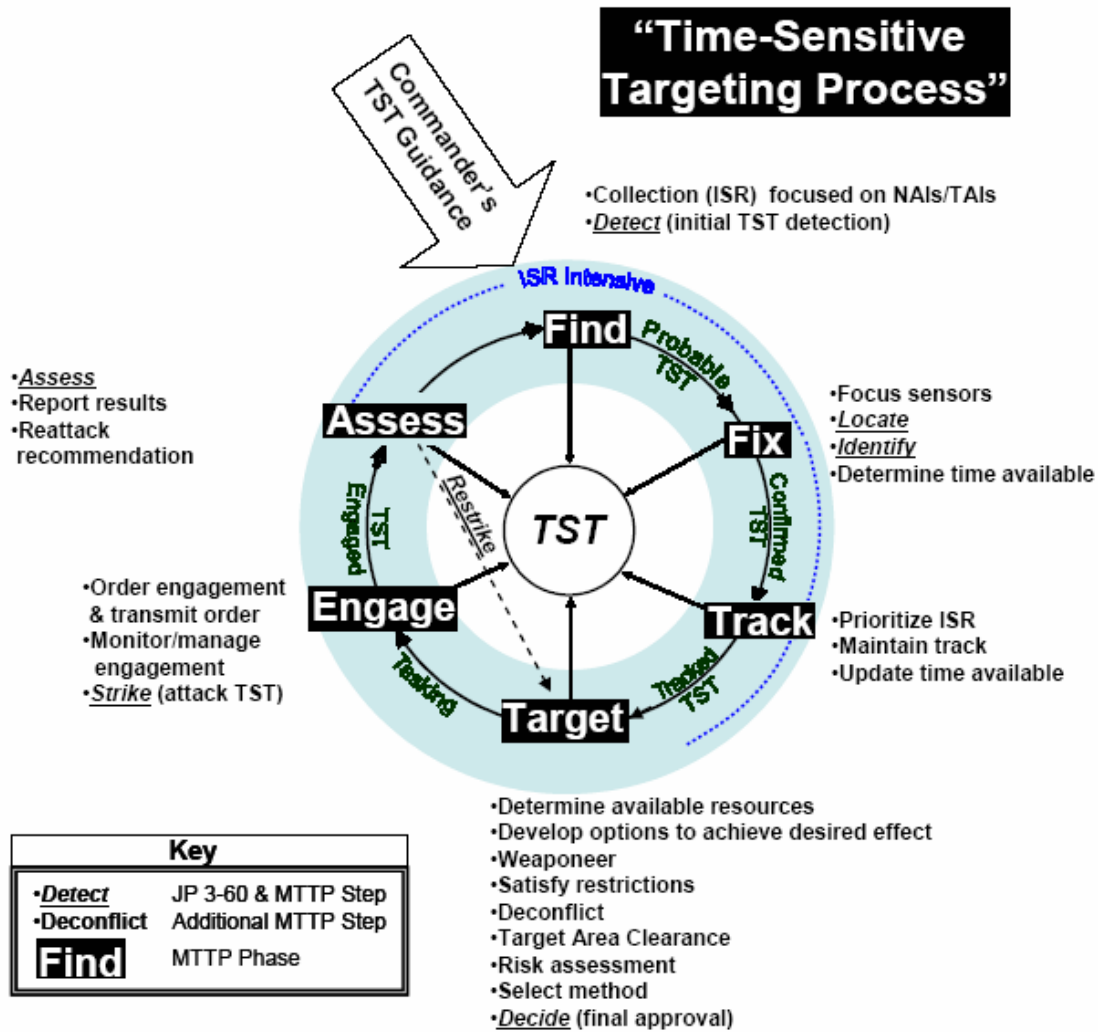 “Time-Sensitive
Targeting Process”
Commander's
TST Guidance
•Collection (ISR) focused on NAIs/TAIs
•Detect (initial TST detection)
ISR Intensive
Find
Probable
TST
•Assess
•Report results
•Reattack
recommendation
Assess
Fix
•Focus sensors
•Locate
•Identify
•Determine time available
Restrike
TST
Confirmed
TST
Engaged
TST
•Order engagement
& transmit order
•Monitor/manage
engagement
•Strike (attack TST)
Engage
Track
•Prioritize ISR
•Maintain track
•Update time available
Tasking
Target
Tracked
TST
•Determine available resources
•Develop options to achieve desired effect
•Weaponeer
•Satisfy restrictions
•Deconflict
•Target Area Clearance
•Risk assessment
•Select method
•Decide (final approval)
Key
•Detect JP 3-60 & MTTP Step
•Deconflict Additional MTTP Step
Find MTTP Phase